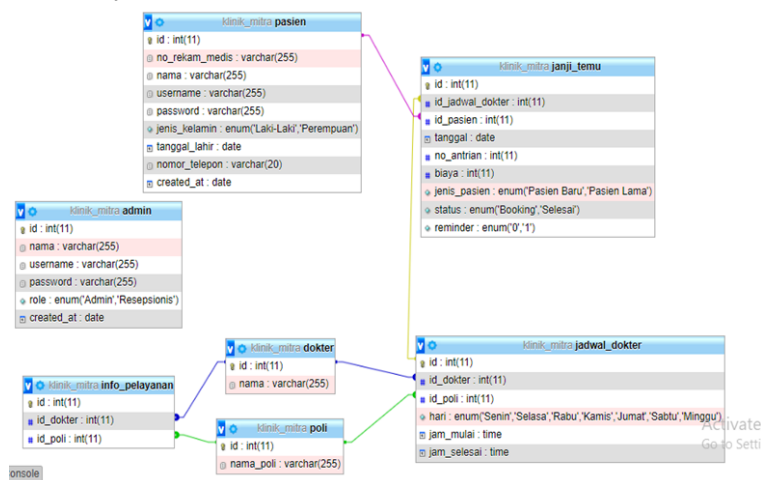 klinik_mitra pasien
id : int(11)
no_rekam_medis : varchar(255)
nama : varchar(255)
username : varchar(255)
password : varchar(255)
jenis_kelamin : enum('Laki-Laki','Perempuan')
tanggal_lahir : date
nomor_telepon : varchar(20)
created_at : date
klinik_mitra janji_temu
id : int(11)
id_jadwal_dokter : int(11)
id_pasien : int(11)
tanggal : date
no_antrian : int(11)
biaya : int(11)
jenis_pasien : enum('Pasien Baru','Pasien Lama')
status : enum('Booking','Selesai')
reminder : enum('0','1')
klinik_mitra admin
id : int(11)
nama : varchar(255)
username : varchar(255)
password : varchar(255)
role : enum('Admin','Resepsionis')
created_at : date
klinik_mitra dokter
id : int(11)
nama : varchar(255)
klinik_mitra jadwal_dokter
id : int(11)
id_dokter : int(11)
id_poli : int(11)
hari : enum('Senin','Selasa','Rabu','Kamis','Jumat','Sabtu','Minggu')
jam_mulai : time
jam_selesai : time
klinik_mitra info_pelayanan
id : int(11)
id_dokter : int(11)
id_poli : int(11)
klinik_mitra poli
id : int(11)
nama_poli : varchar(255)
Activate
Go to Setti
onsole